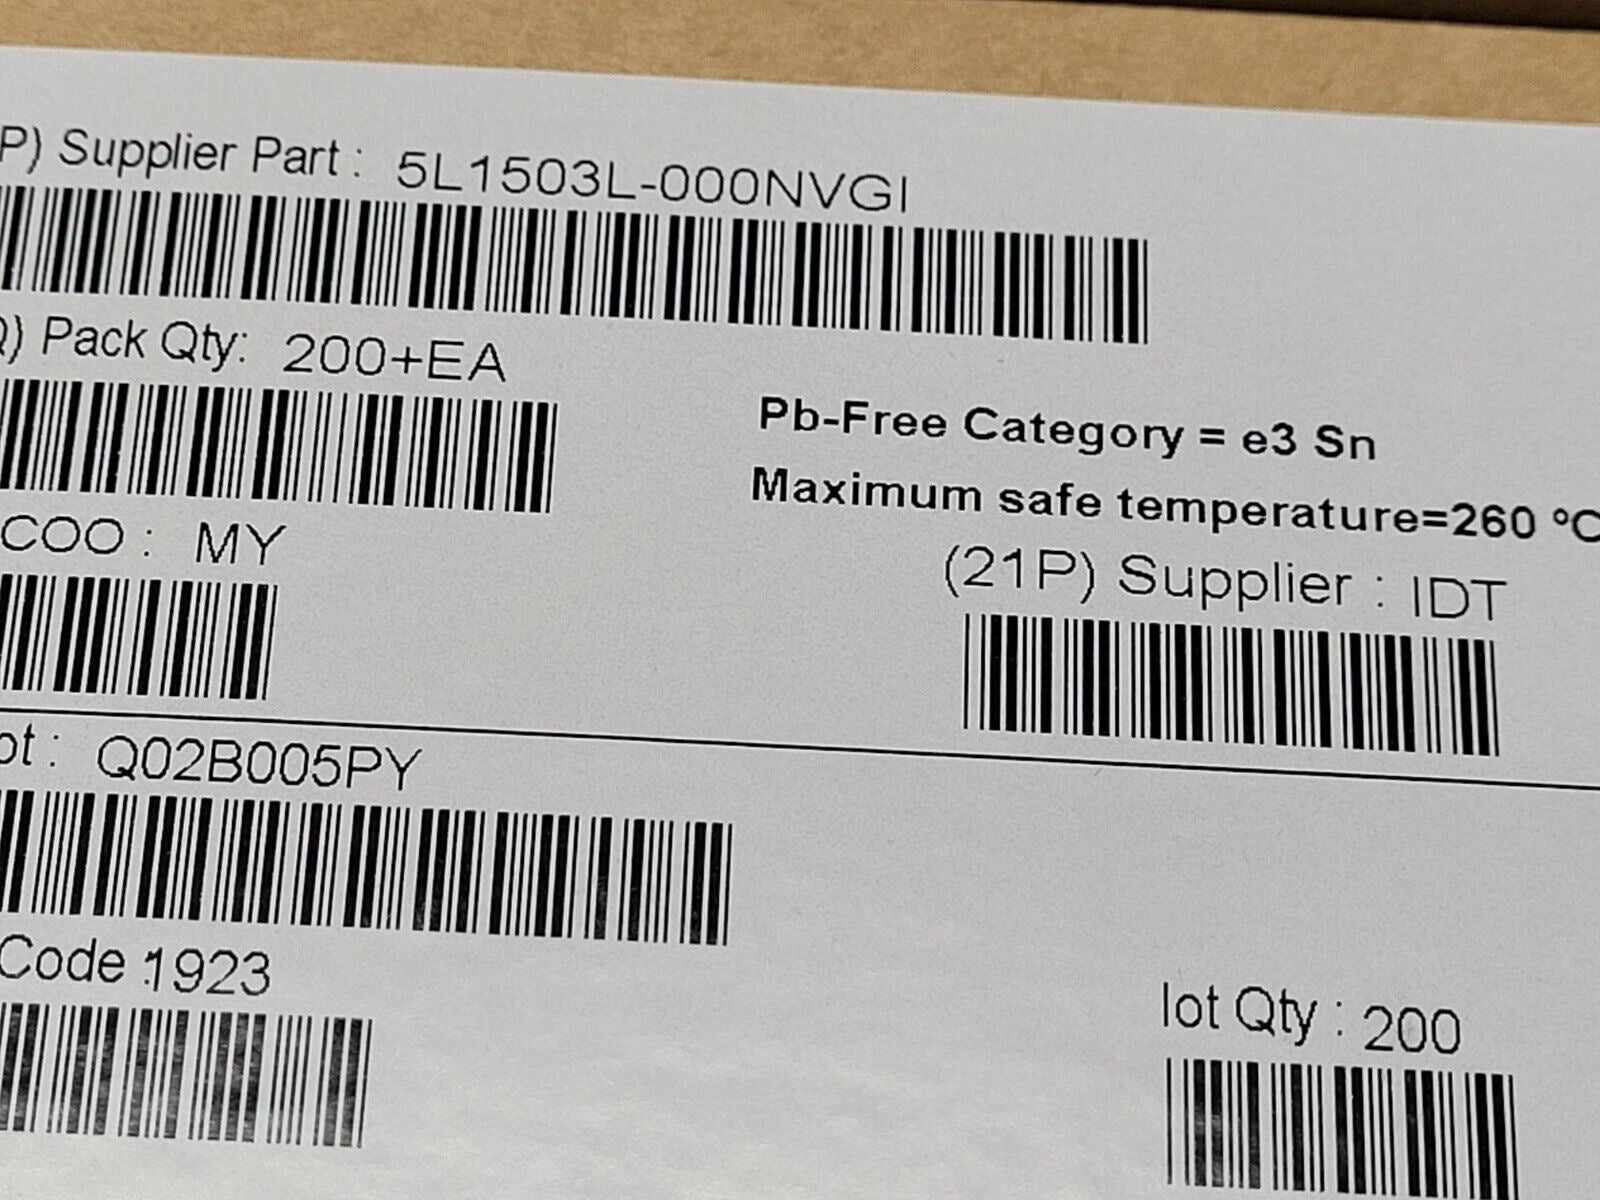 P) Supplier Part : 5L1503L-000NVGI
) Pack Qty: 200+EA
Pb-Free Category = e3 Sn
Maximum safe temperature=260 ºC
COO : MY
(21P) Supplier : IDT
ot : Q02B005PY
Code :1923
lot Qty : 200